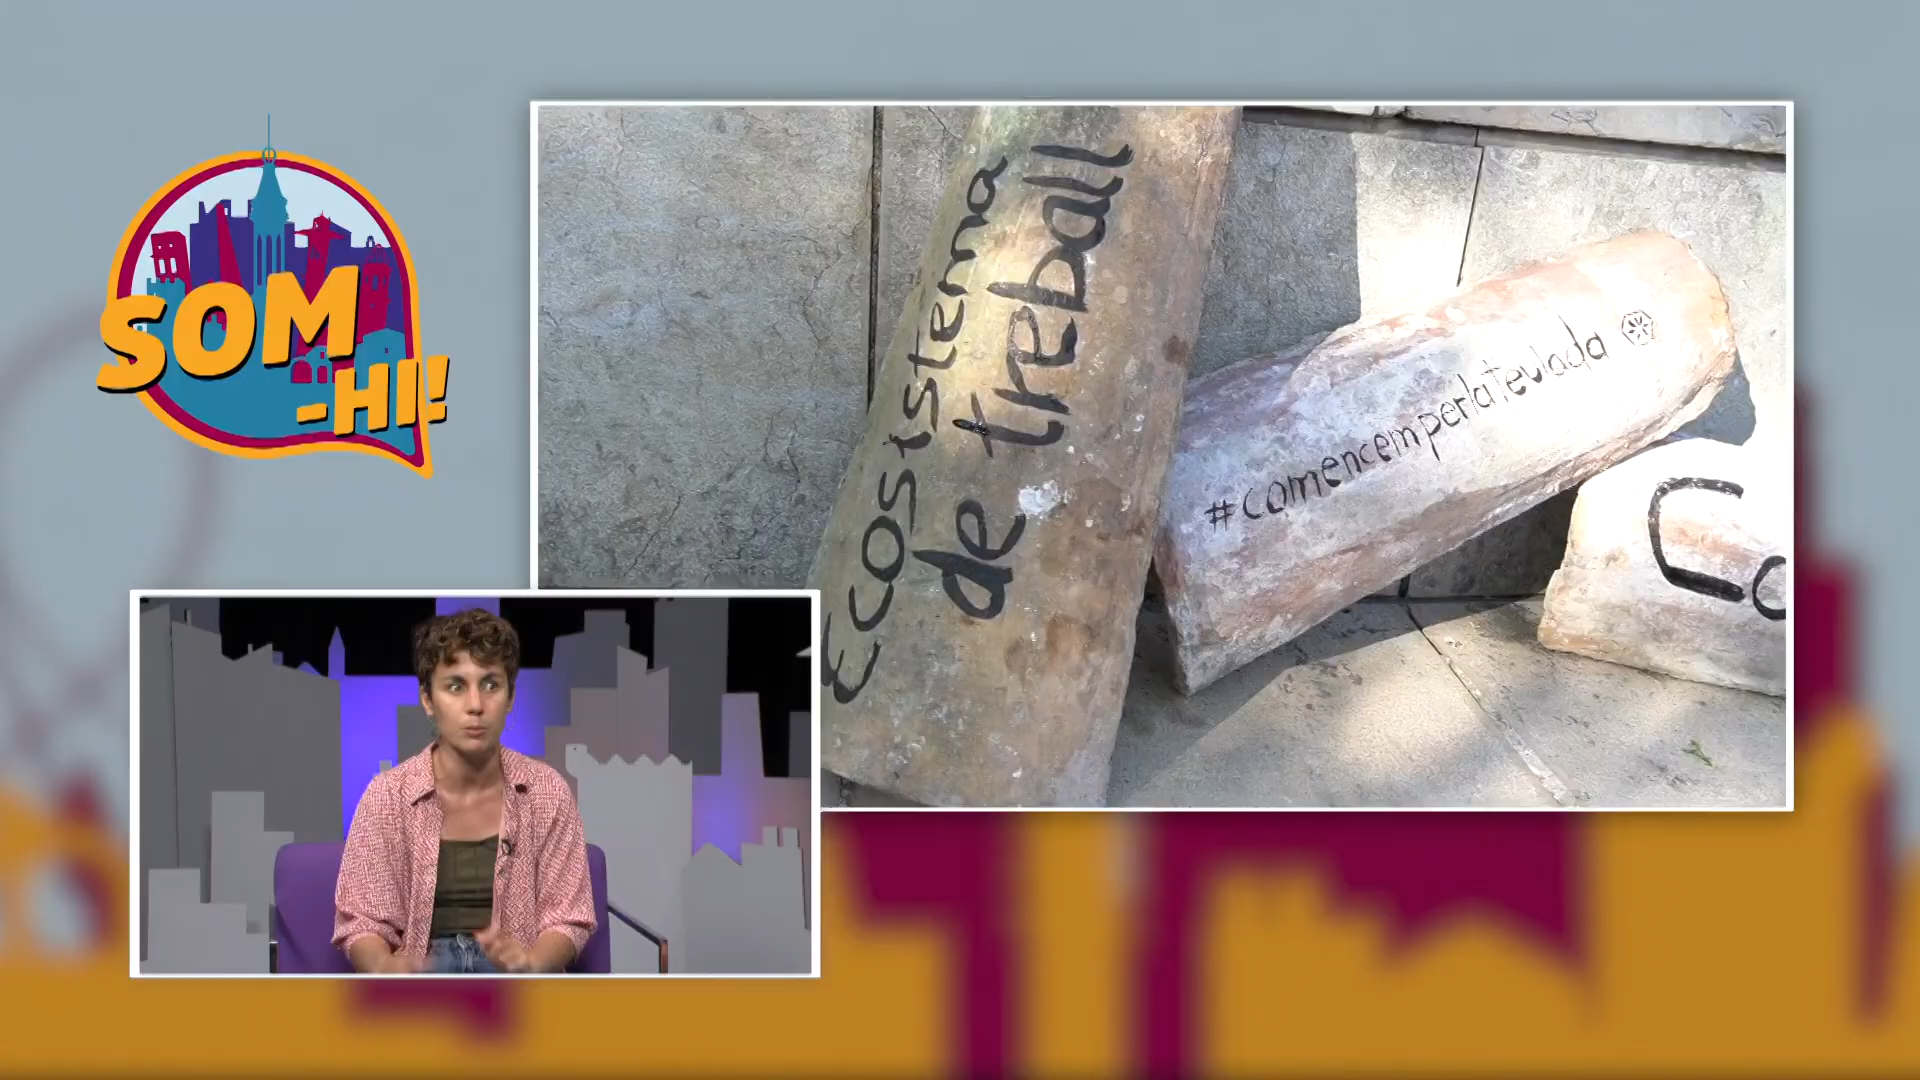 SOM
-HI!
Ecosistema
de treball
#comencemperlateulada